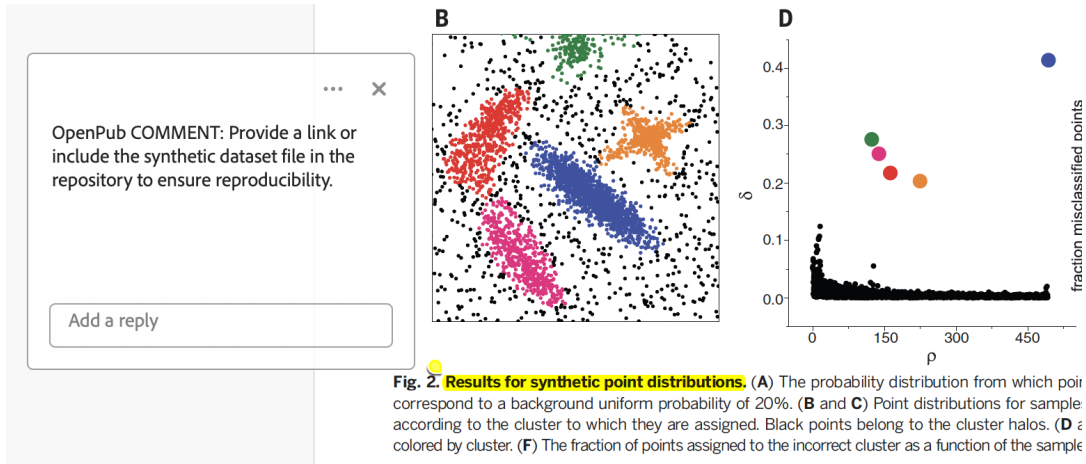 OpenPub COMMENT: Provide a link or
include the synthetic dataset file in the
repository to ensure reproducibility.
Add a reply
B
D
0.4
0.3
0.2
0.1
0.0
δ
0
150
300
450
ρ
fraction misclassified points
Fig. 2. Results for synthetic point distributions. (A) The probability distribution from which poin
correspond to a background uniform probability of 20%. (B and C) Point distributions for samples
according to the cluster to which they are assigned. Black points belong to the cluster halos. (D a
colored by cluster. (F) The fraction of points assigned to the incorrect cluster as a function of the sample